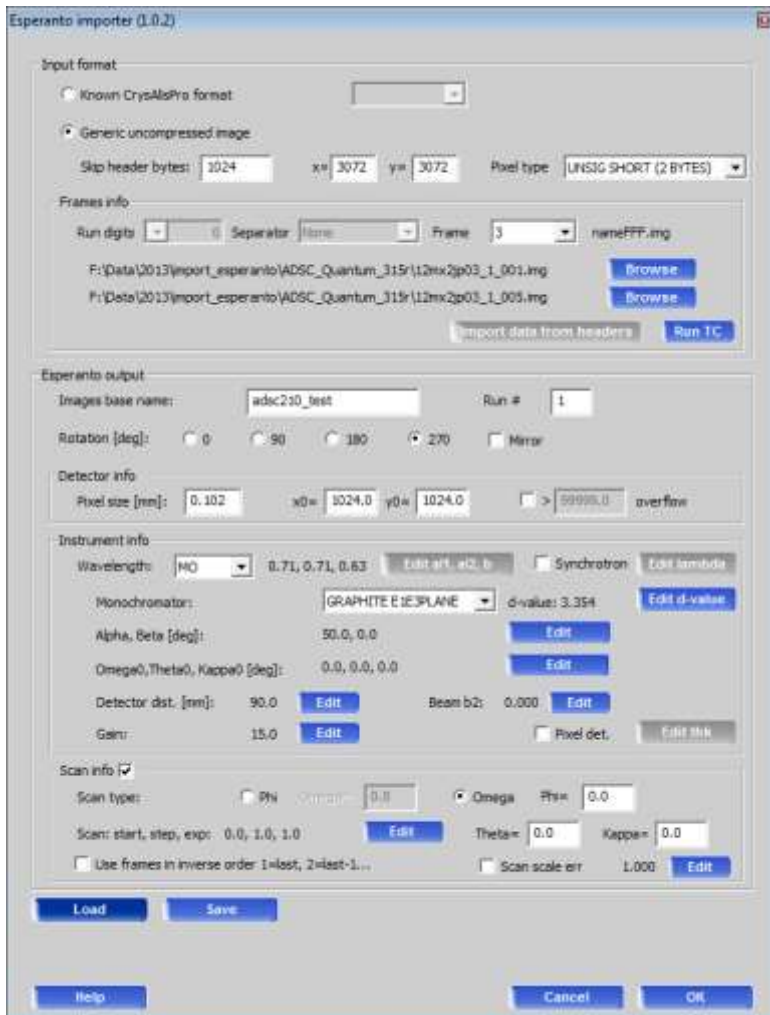 Esperanto importer (1.0.2)
Input format
Known CrysAlisPro format
Generic uncompressed image
Skip header bytes: 1024 x= 3072 y= 3072 Pixel type UNSIG SHORT (2 BYTES)
Frames info
Run digits 0 Separator None Frame 3 nameFFF.img
F:\Data\2013\import_esperanto\ADSC_Quantum_315r\12mx2jp03_1_001.img Browse
F:\Data\2013\import_esperanto\ADSC_Quantum_315r\12mx2jp03_1_005.img Browse
Import data from headers Run TC
Esperanto output
Images base name: adsc210_test Run # 1
Rotation [deg]: 0 90 180 270 Mirror
Detector info
Pixel size [mm]: 0.102 x0= 1024.0 y0= 1024.0 > overflow
Instrument info
Wavelength: MO 0.71, 0.71, 0.63 Edit al1, al2, b Synchrotron Edit lambda
Monochromator: GRAPHITE E1E3PLANE d-value: 3.354 Edit d-value
Alpha, Beta [deg]: 50.0, 0.0 Edit
Omega0,Theta0, Kappa0 [deg]: 0.0, 0.0, 0.0 Edit
Detector dist. [mm]: 90.0 Edit Beam b2: 0.000 Edit
Gain: 15.0 Edit Pixel det. Edit thk
Scan info
Scan type: Phi 0.0 Omega Phi= 0.0
Scan: start, step, exp: 0.0, 1.0, 1.0 Edit Theta= 0.0 Kappa= 0.0
Use frames in inverse order 1=last, 2=last-1... Scan scale err 1.000 Edit
Load Save
Help Cancel OK